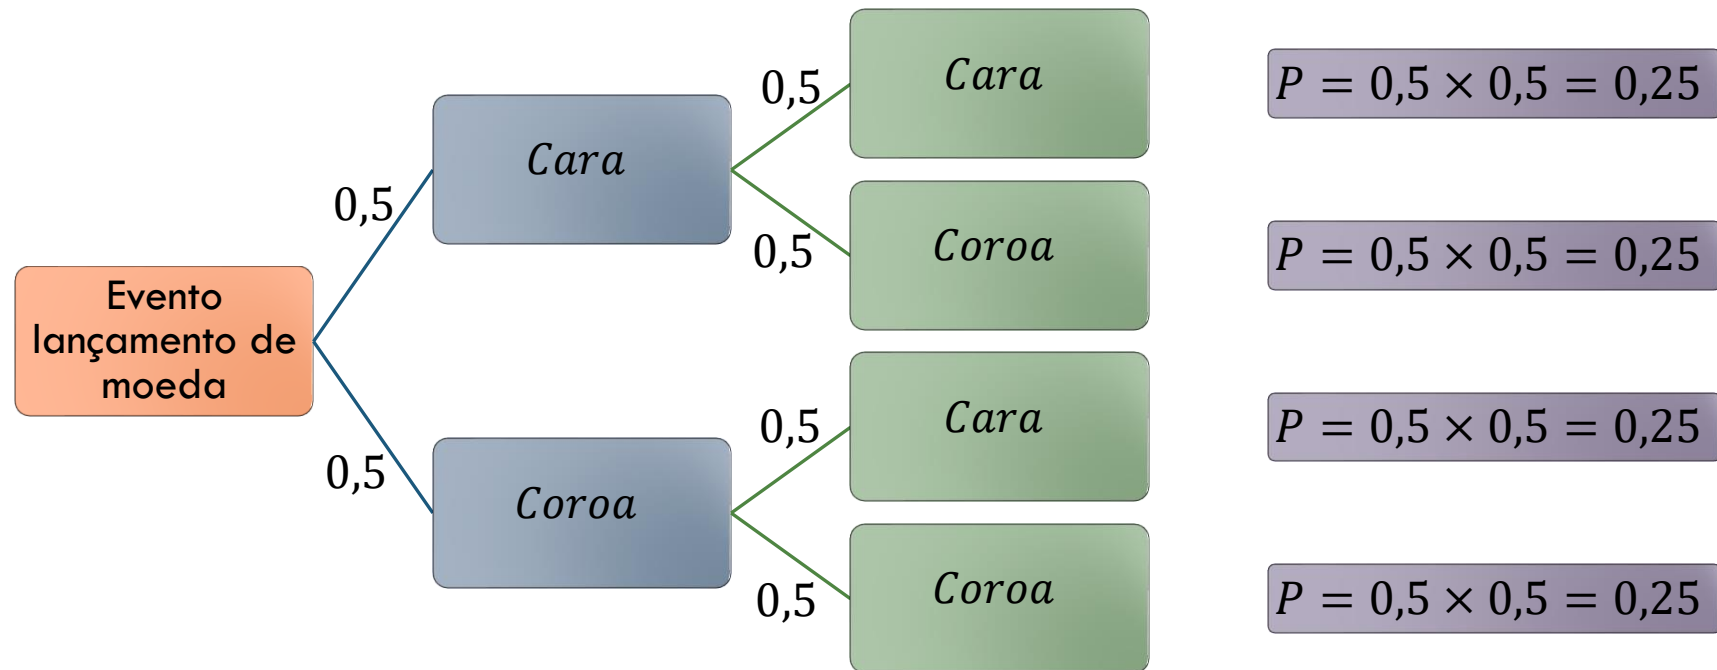 0,5
Cara
P = 0,5 × 0,5 = 0,25
Cara
0,5
0,5
Coroa
P = 0,5 × 0,5 = 0,25
Evento
lançamento de
moeda
0,5
Cara
P = 0,5 × 0,5 = 0,25
0,5
Coroa
0,5
Coroa
P = 0,5 × 0,5 = 0,25